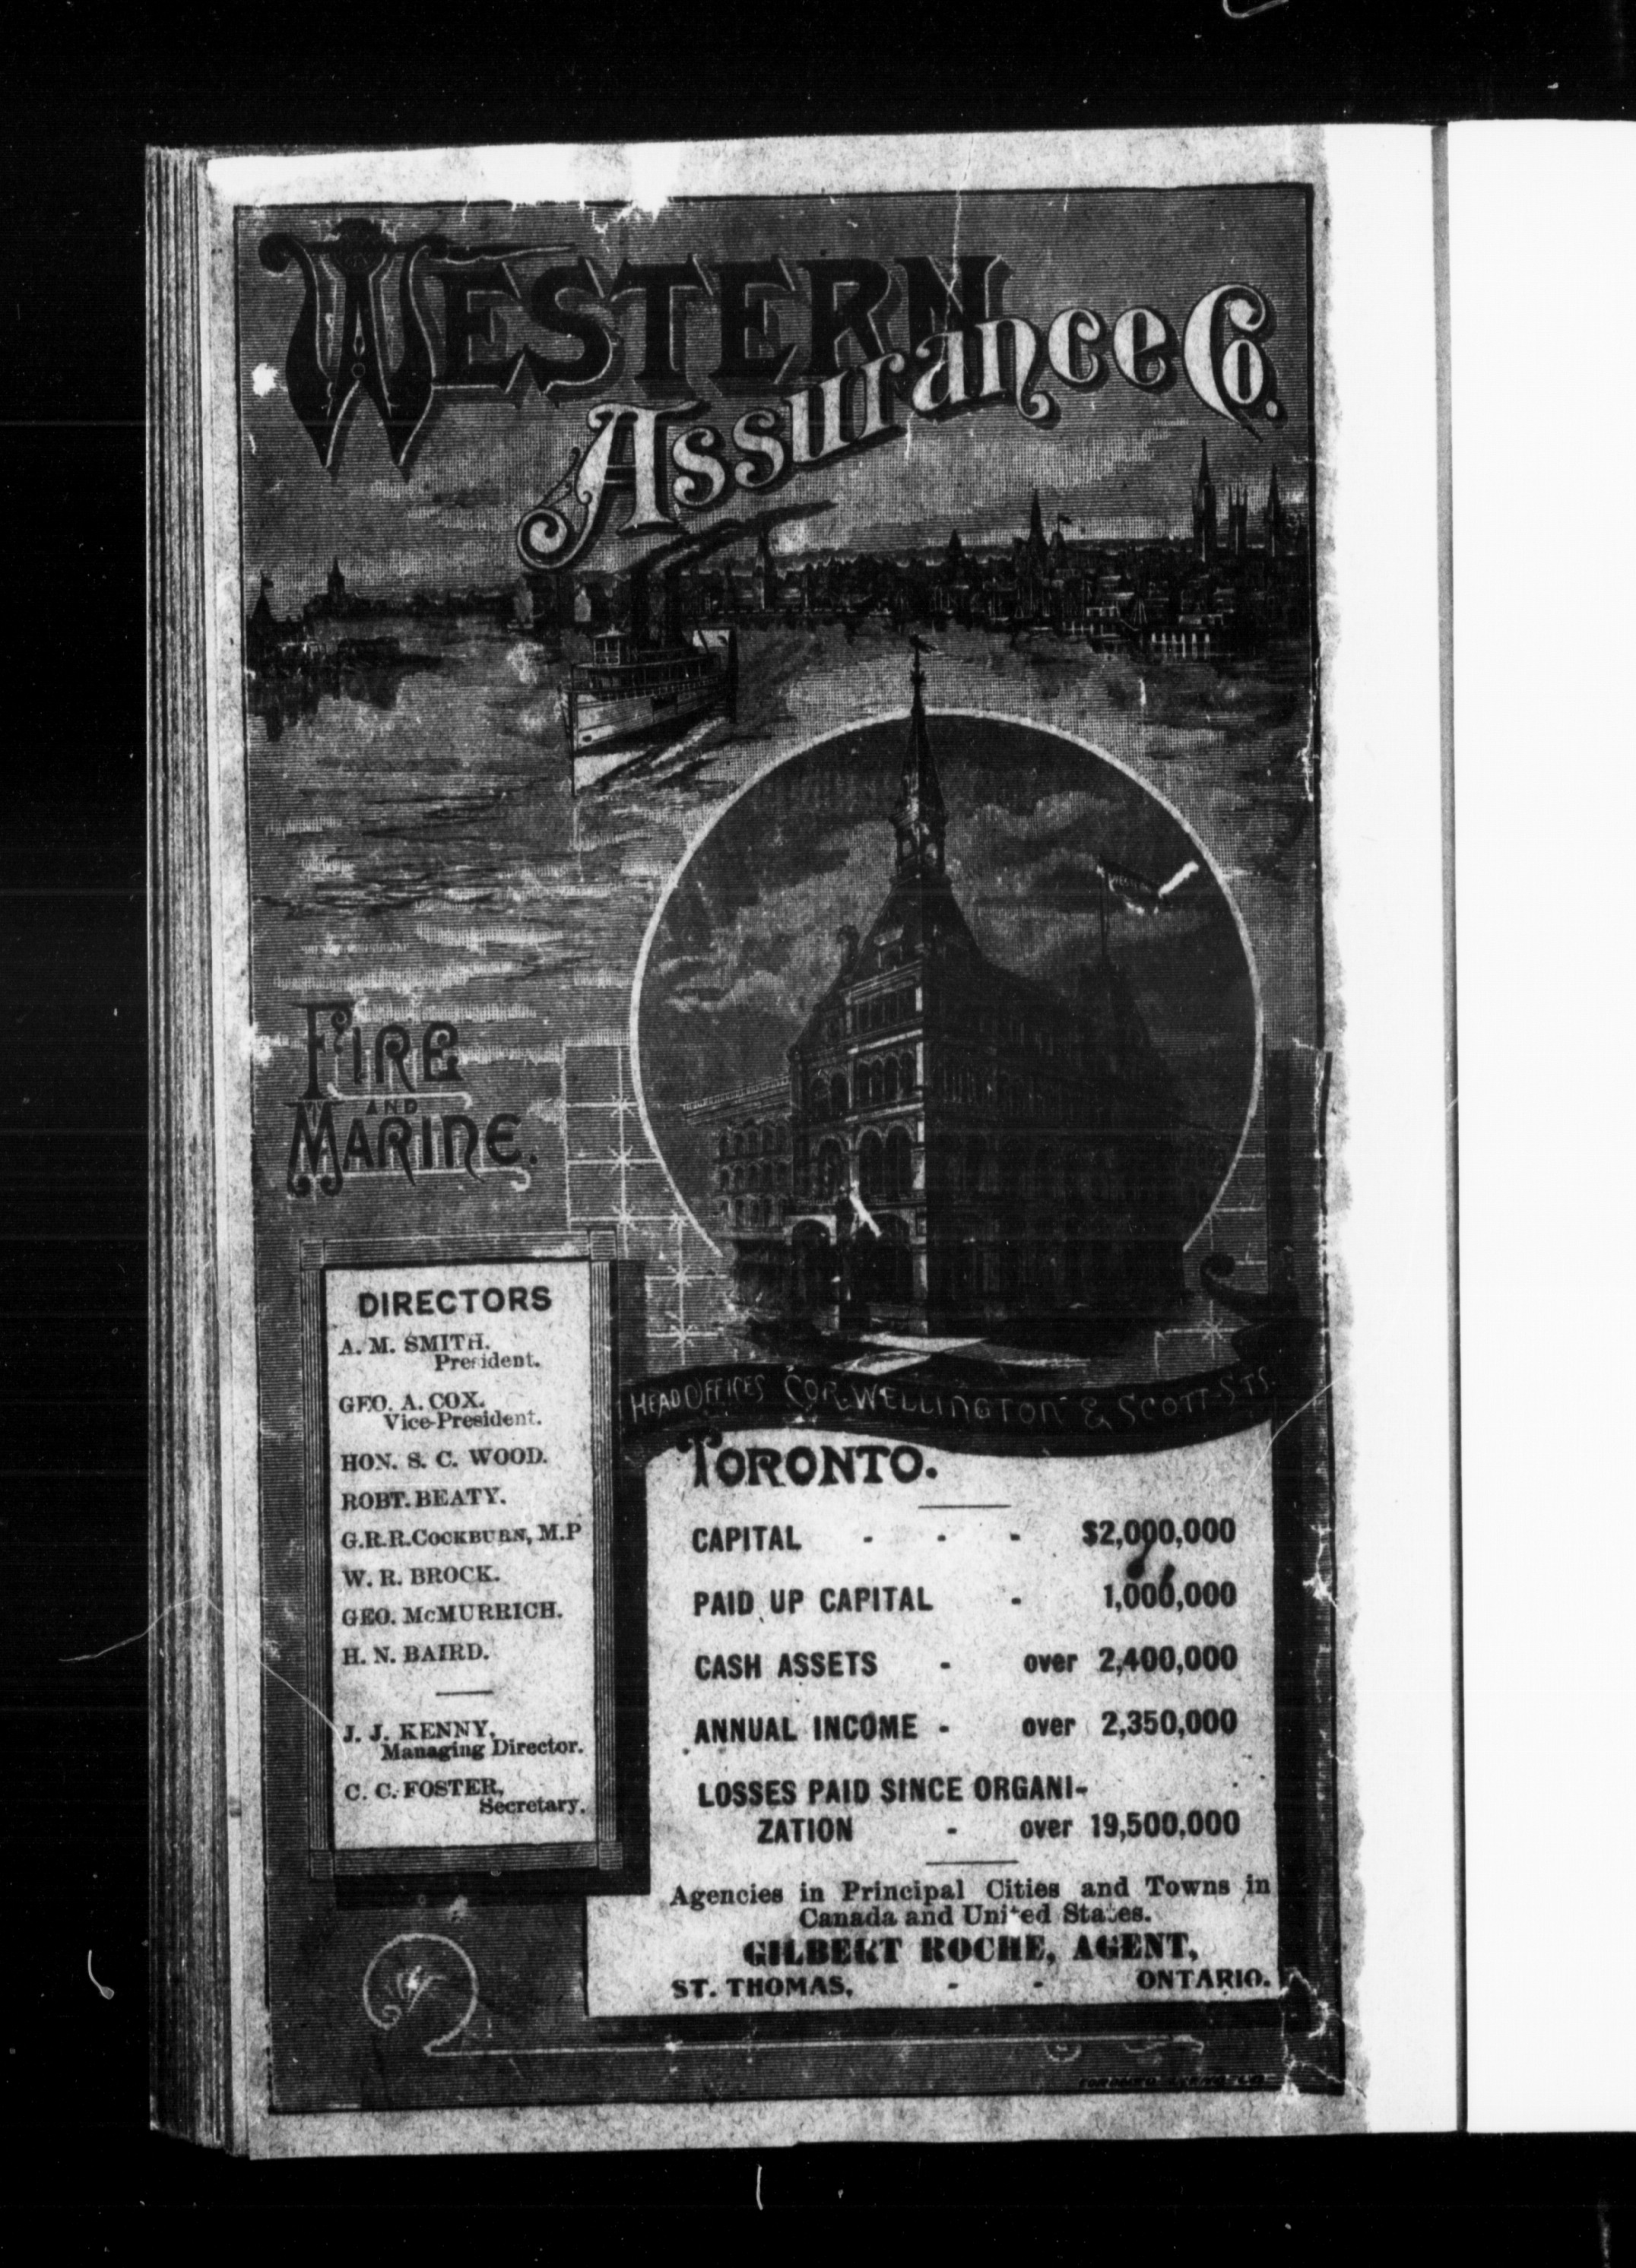 WESTERN
Assurance Co.
FIRE
AND
MARINE.
DIRECTORS
A. M. SMITH.
President.
GEO. A. COX.
Vice-President.
HON. S. C. WOOD.
ROBT. BEATY.
G.R.R. COCKBURN, M.P
W. R. BROCK.
GEO. McMURRICH.
H. N. BAIRD.
J. J. KENNY,
Managing Director.
C. C. FOSTER,
Secretary.
HEAD OFFICES COR. WELLINGTON & SCOTT STS.
TORONTO.
CAPITAL - - - $2,000,000
PAID UP CAPITAL - 1,000,000
CASH ASSETS - over 2,400,000
ANNUAL INCOME - over 2,350,000
LOSSES PAID SINCE ORGANI-
ZATION - over 19,500,000
Agencies in Principal Cities and Towns in
Canada and United States.
GILBERT ROCHE, AGENT,
ST. THOMAS, - - ONTARIO.